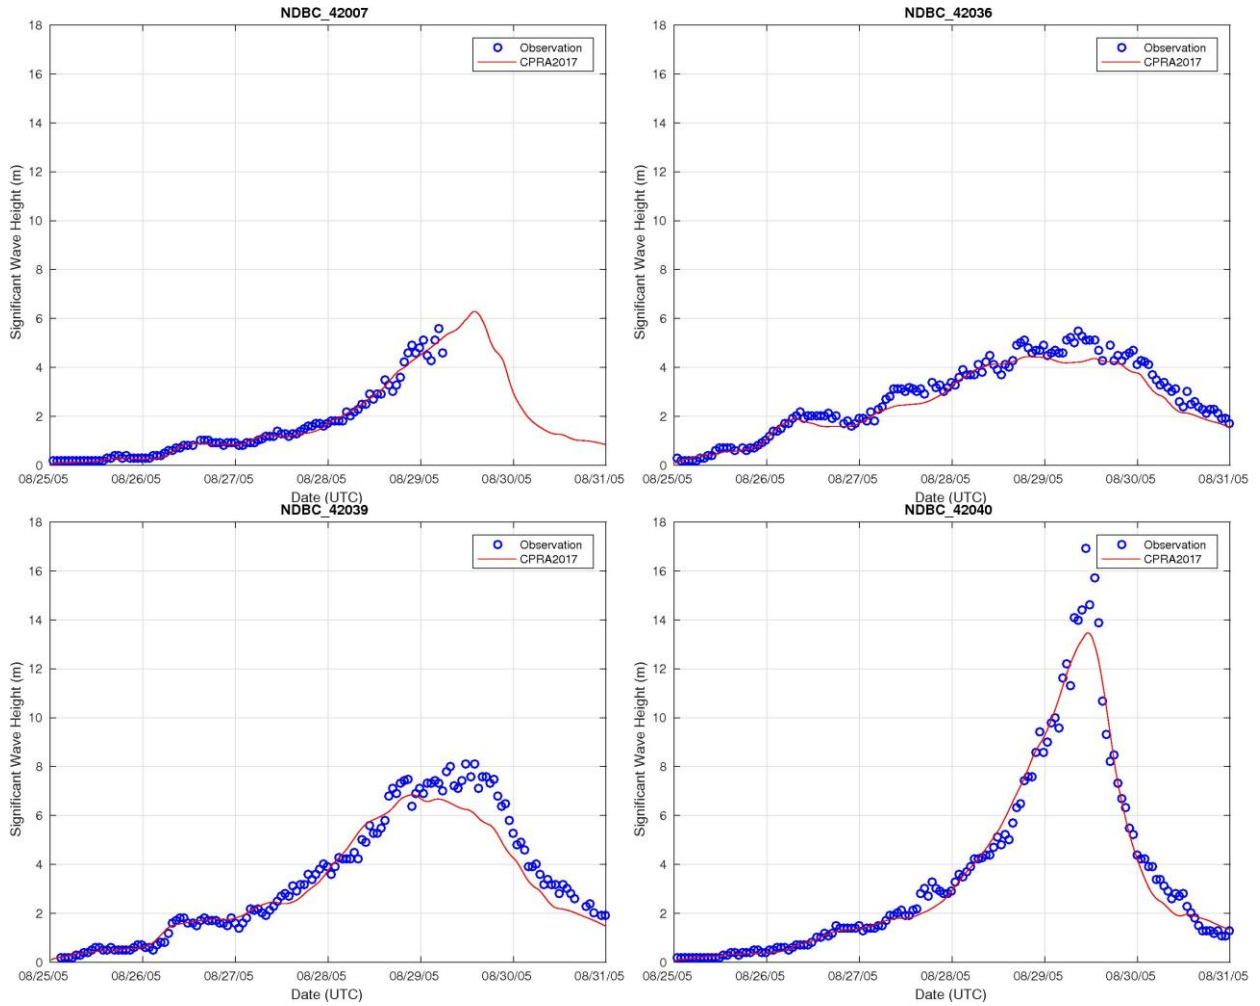 NDBC_42007
Observation
CPRA2017
Significant Wave Height (m)
18
16
14
12
10
8
6
4
2
0
08/25/05 08/26/05 08/27/05 08/28/05 08/29/05 08/30/05 08/31/05
Date (UTC)
NDBC_42036
Observation
CPRA2017
Significant Wave Height (m)
18
16
14
12
10
8
6
4
2
0
08/25/05 08/26/05 08/27/05 08/28/05 08/29/05 08/30/05 08/31/05
Date (UTC)
NDBC_42039
Observation
CPRA2017
Significant Wave Height (m)
18
16
14
12
10
8
6
4
2
0
08/25/05 08/26/05 08/27/05 08/28/05 08/29/05 08/30/05 08/31/05
Date (UTC)
NDBC_42040
Observation
CPRA2017
Significant Wave Height (m)
18
16
14
12
10
8
6
4
2
0
08/25/05 08/26/05 08/27/05 08/28/05 08/29/05 08/30/05 08/31/05
Date (UTC)